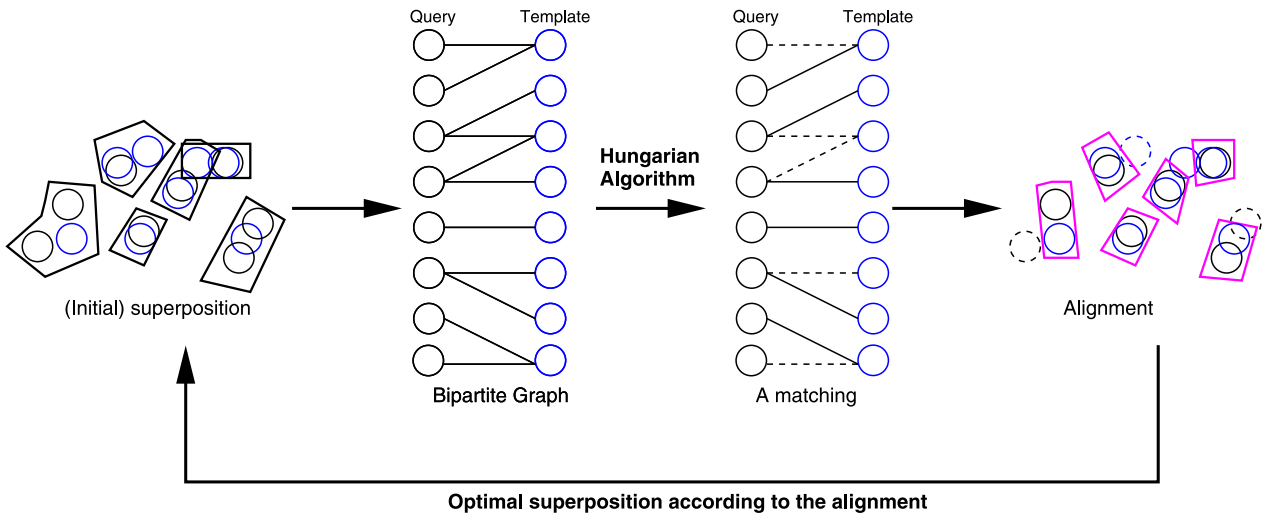 Query
Template
Query
Template
Hungarian
Algorithm
(Initial) superposition
Alignment
Bipartite Graph
A matching
Optimal superposition according to the alignment